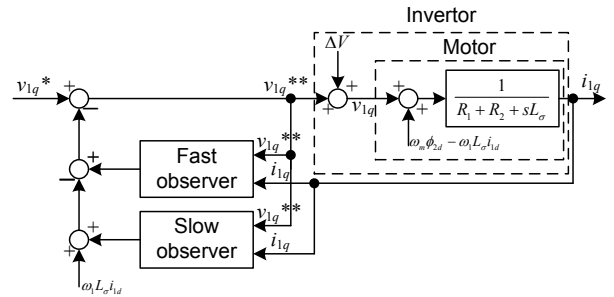 Invertor
ΔV
Motor
v1q*
v1q**
v1q
1
R1 + R2 + sLσ
i1q
ωmϕ2d − ω1Lσi1d
Fast
observer
v1q**
i1q
Slow
observer
v1q**
i1q
ω1Lσi1d